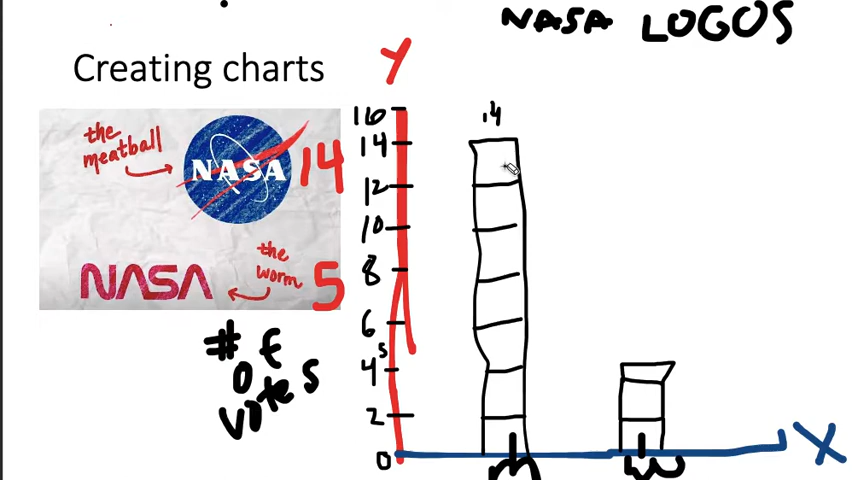 NASA LOGOS
Creating charts
Y
the
meatball
NASA
14
the
worm
NASA
5
# of
votes
16
14
12
10
8
6
5
4
2
0
14
m
w
X